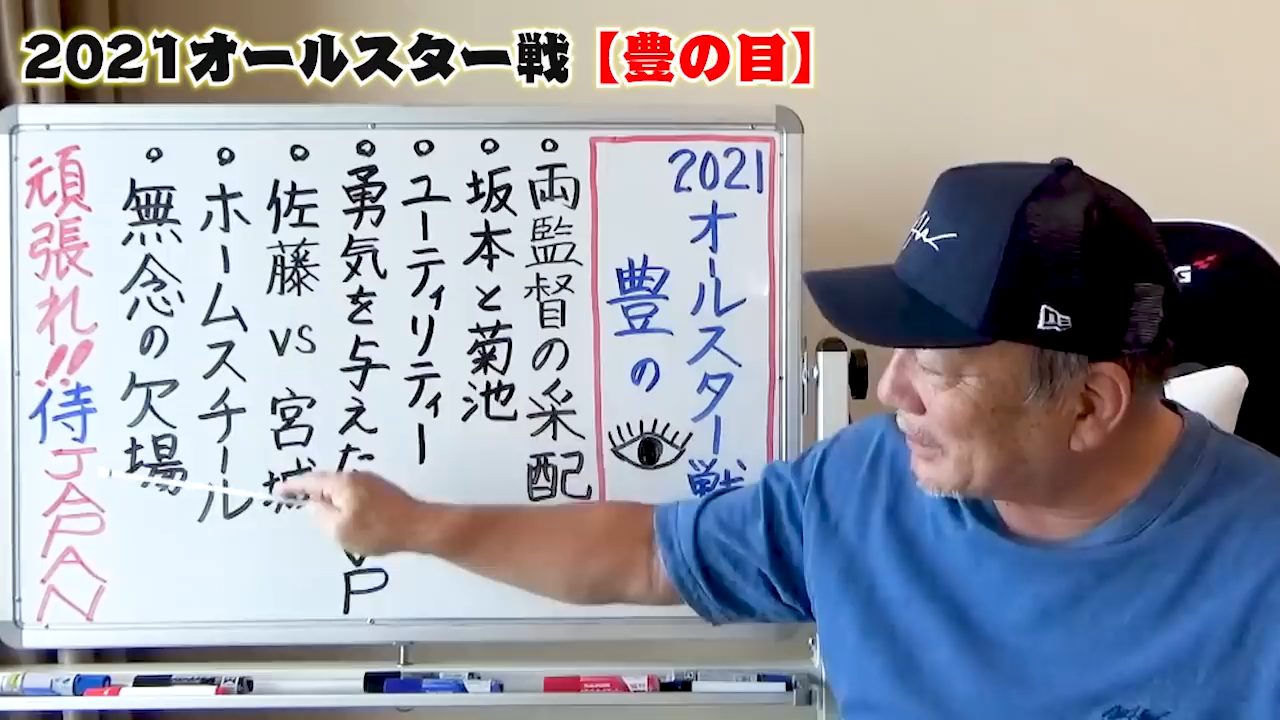 2021オールスター戦【豊の目】
2021
オールスター戦
豊の
両監督の采配
坂本と菊池
ユーティリティー
勇気を与えた
P
佐藤 vs 宮城
ホームスチール
無念の欠場
頑張れ!!侍JAPAN